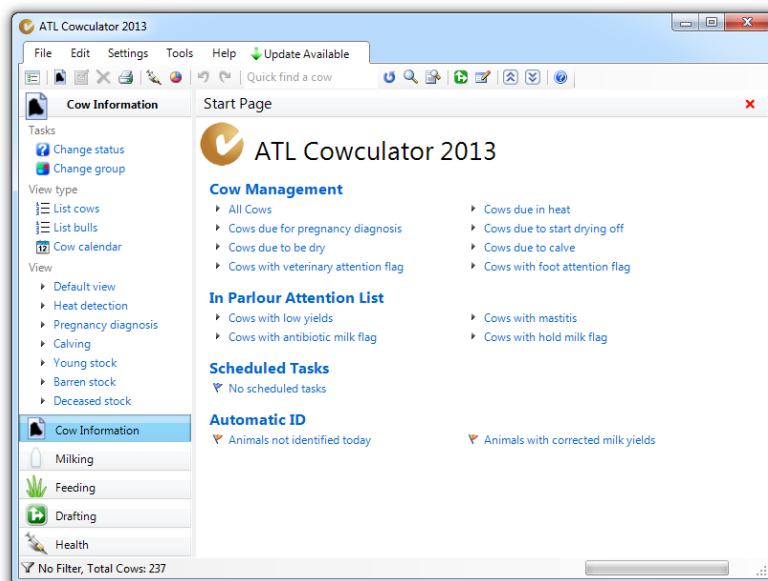 ATL Cowculator 2013
File Edit Settings Tools Help Update Available
Quick find a cow
Cow Information
Tasks
Change status
Change group
View type
List cows
List bulls
12 Cow calendar
View
Default view
Heat detection
Pregnancy diagnosis
Calving
Young stock
Barren stock
Deceased stock
Cow Information
Milking
Feeding
Drafting
Health
Start Page
ATL Cowculator 2013
Cow Management
All Cows Cows due in heat
Cows due for pregnancy diagnosis Cows due to start drying off
Cows due to be dry Cows due to calve
Cows with veterinary attention flag Cows with foot attention flag
In Parlour Attention List
Cows with low yields Cows with mastitis
Cows with antibiotic milk flag Cows with hold milk flag
Scheduled Tasks
No scheduled tasks
Automatic ID
Animals not identified today Animals with corrected milk yields
No Filter, Total Cows: 237